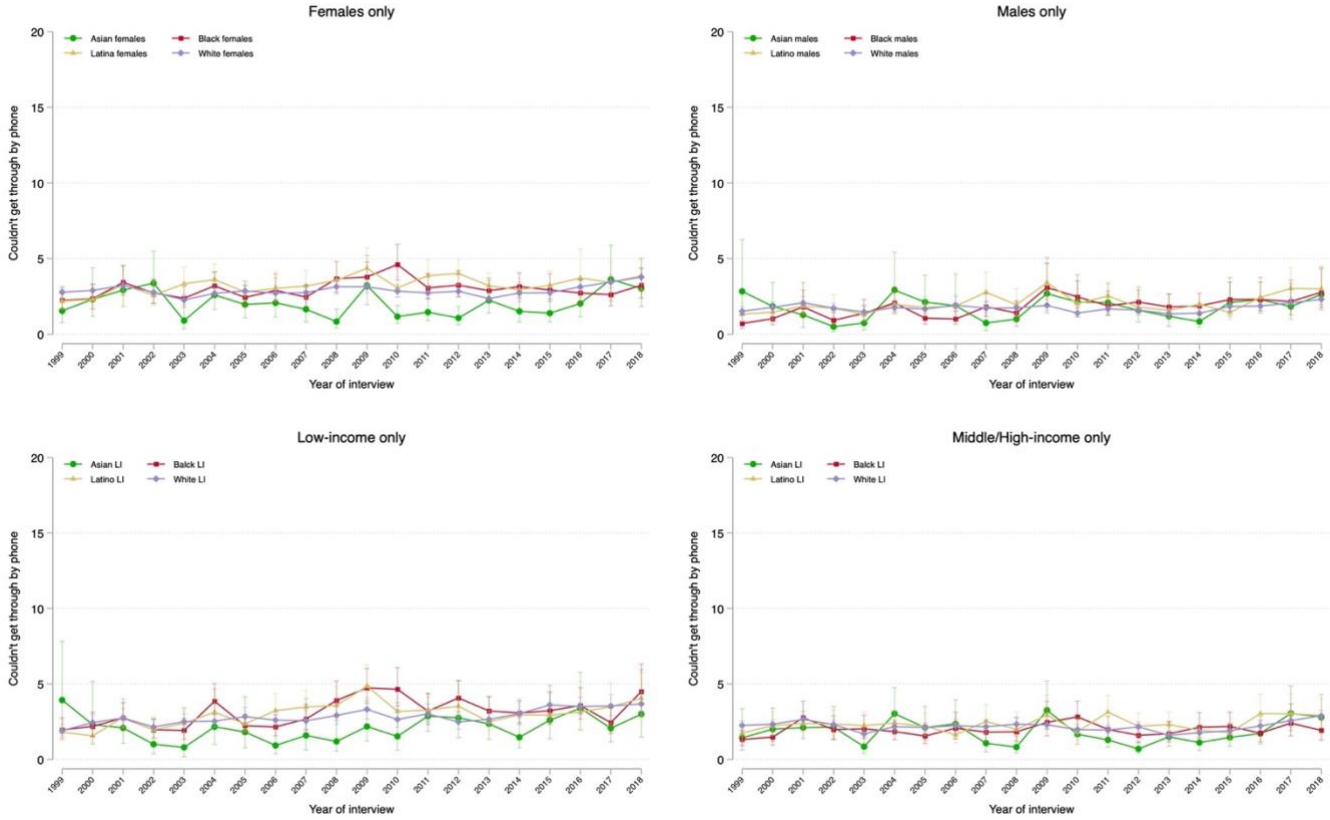 Females only
20
15
10
5
0
Couldn't get through by phone
Asian females Black females
Latina females White females
1999 2000 2001 2002 2003 2004 2005 2006 2007 2008 2009 2010 2011 2012 2013 2014 2015 2016 2017 2018
Year of interview
Males only
20
15
10
5
0
Couldn't get through by phone
Asian males Black males
Latino males White males
1999 2000 2001 2002 2003 2004 2005 2006 2007 2008 2009 2010 2011 2012 2013 2014 2015 2016 2017 2018
Year of interview
Low-income only
20
15
10
5
0
Couldn't get through by phone
Asian LI Balck LI
Latino LI White LI
1999 2000 2001 2002 2003 2004 2005 2006 2007 2008 2009 2010 2011 2012 2013 2014 2015 2016 2017 2018
Year of interview
Middle/High-income only
20
15
10
5
0
Couldn't get through by phone
Asian LI Balck LI
Latino LI White LI
1999 2000 2001 2002 2003 2004 2005 2006 2007 2008 2009 2010 2011 2012 2013 2014 2015 2016 2017 2018
Year of interview